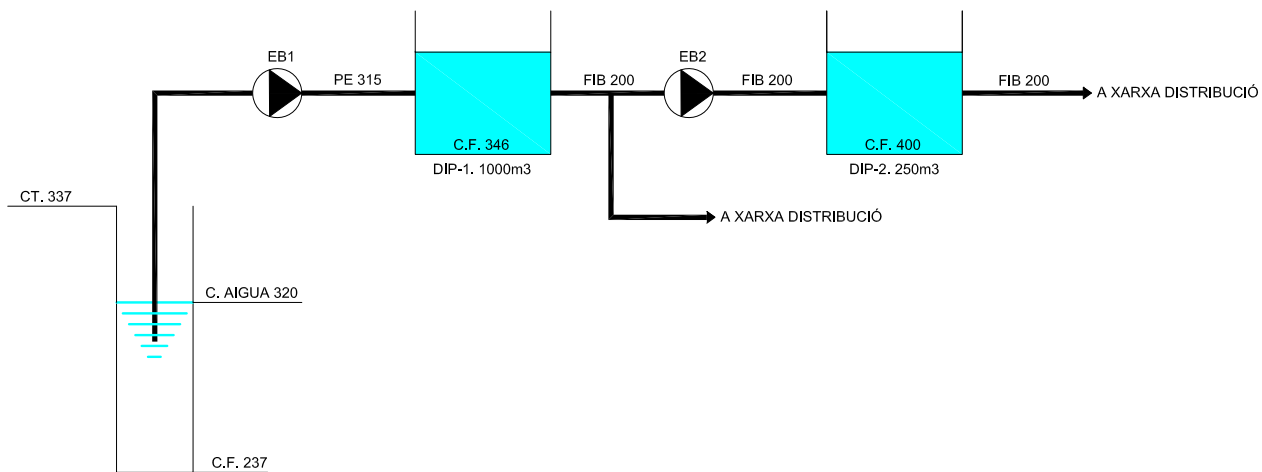 EB1
PE 315
C.F. 346
DIP-1. 1000m3
FIB 200
EB2
FIB 200
C.F. 400
DIP-2. 250m3
FIB 200
A XARXA DISTRIBUCIÓ
A XARXA DISTRIBUCIÓ
CT. 337
C. AIGUA 320
C.F. 237